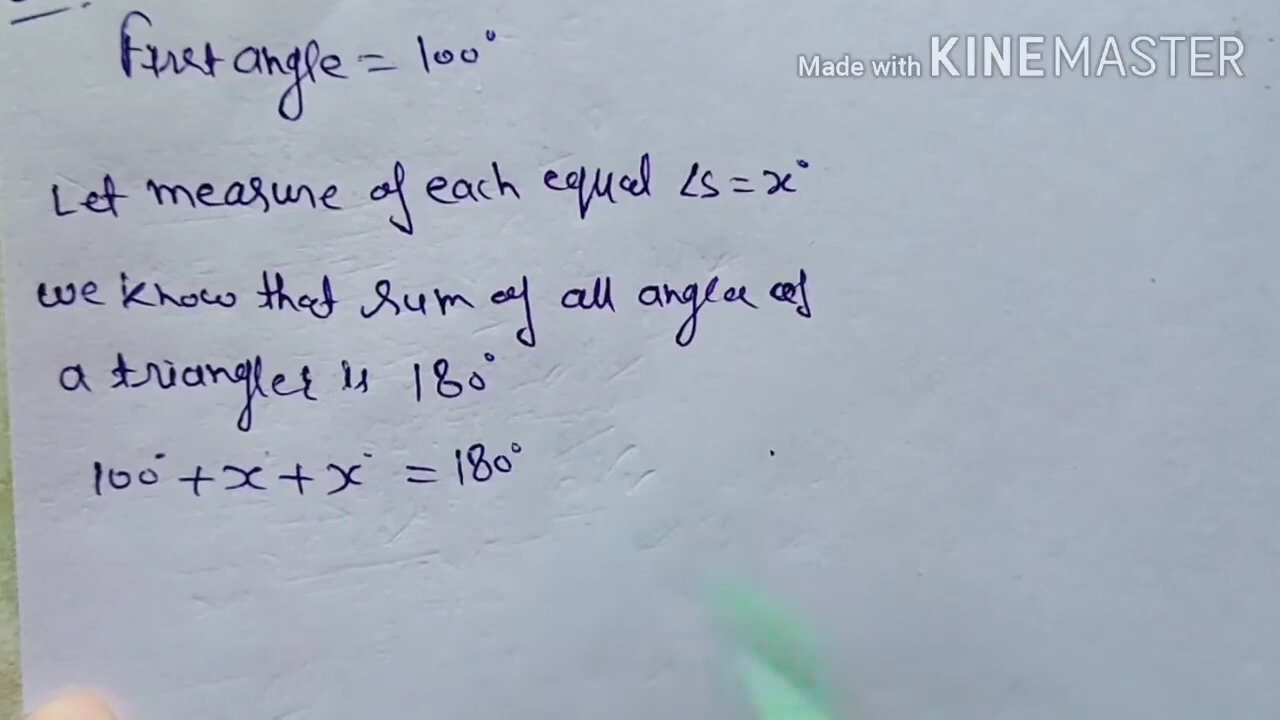 First angle = 100°
Made with KINEMASTER
Let measure of each equal ∠s = x°
we know that sum of all angles of
a triangles is 180°
100° + x° + x° = 180°